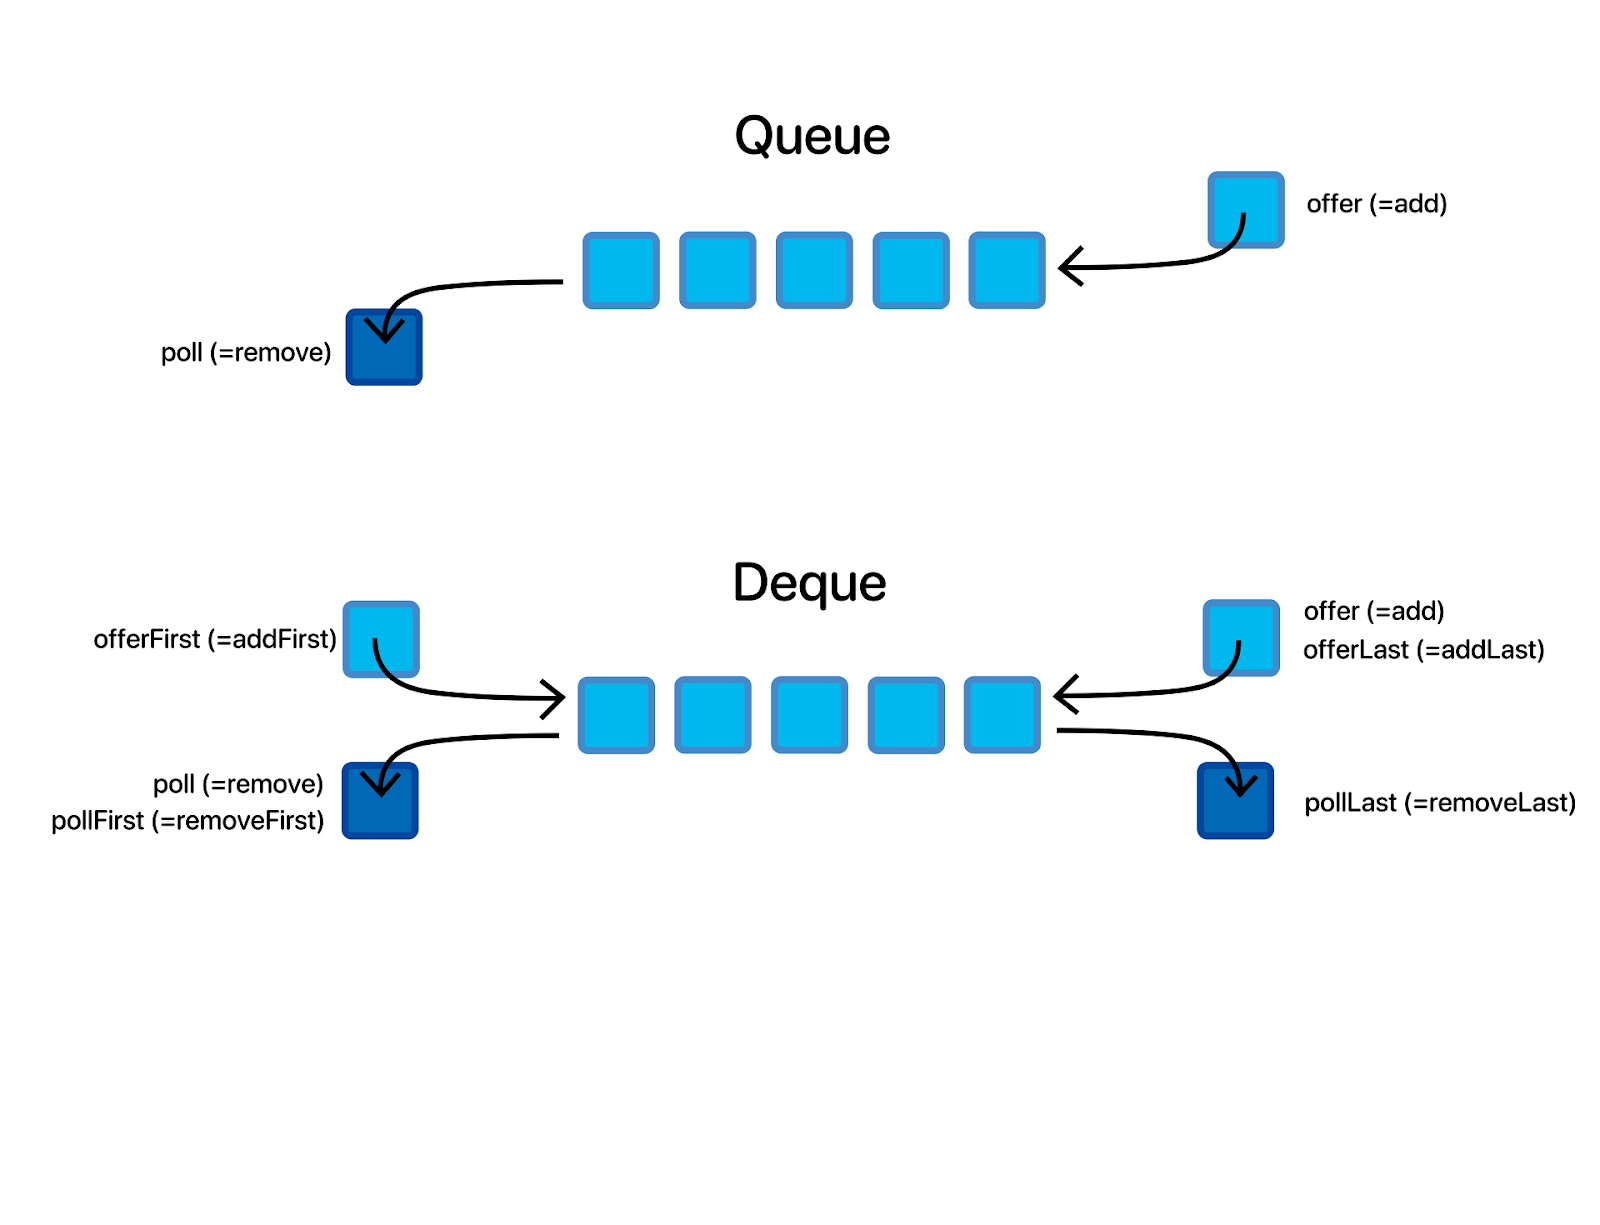 Queue
offer (=add)
poll (=remove)
Deque
offerFirst (=addFirst)
offer (=add)
offerLast (=addLast)
poll (=remove)
pollFirst (=removeFirst)
pollLast (=removeLast)